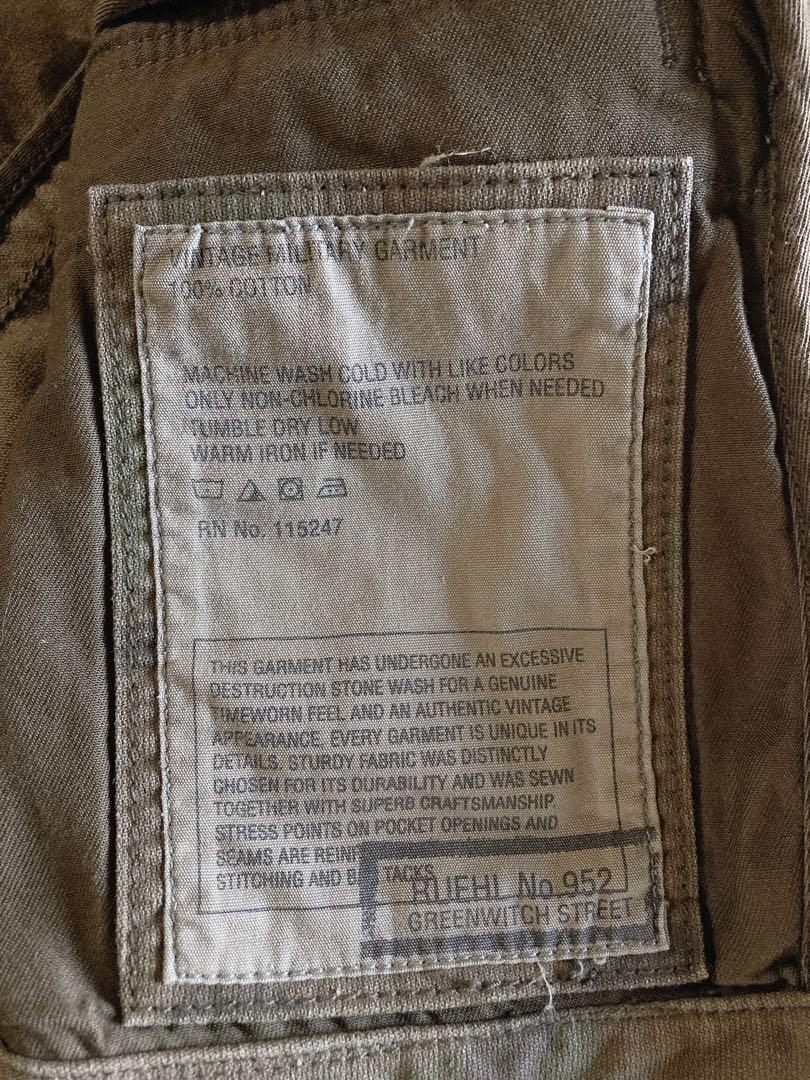 VINTAGE MILITARY GARMENT
100% COTTON
MACHINE WASH COLD WITH LIKE COLORS
ONLY NON-CHLORINE BLEACH WHEN NEEDED
TUMBLE DRY LOW
WARM IRON IF NEEDED
RN No. 115247
THIS GARMENT HAS UNDERGONE AN EXCESSIVE
DESTRUCTION STONE WASH FOR A GENUINE
TIMEWORN FEEL AND AN AUTHENTIC VINTAGE
APPEARANCE. EVERY GARMENT IS UNIQUE IN ITS
DETAILS. STURDY FABRIC WAS DISTINCTLY
CHOSEN FOR ITS DURABILITY AND WAS SEWN
TOGETHER WITH SUPERB CRAFTSMANSHIP.
STRESS POINTS ON POCKET OPENINGS AND
SEAMS ARE
STITCHING AND TACKS
RUEHL No.952
GREENWITCH STREET